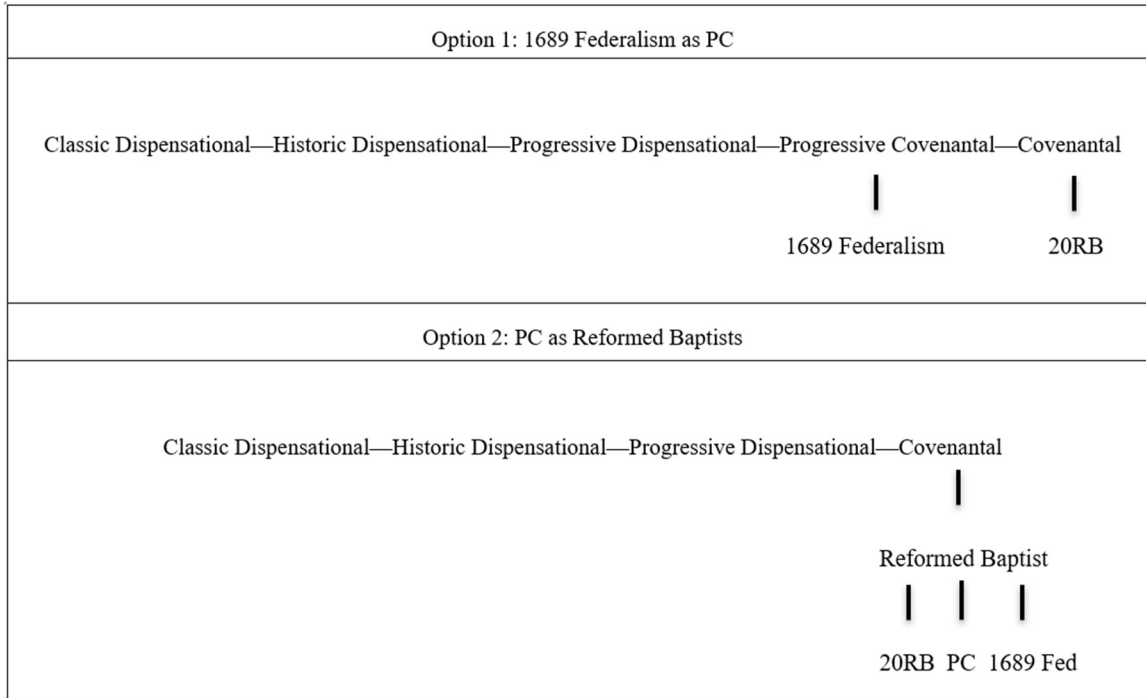 Option 1: 1689 Federalism as PC
Classic Dispensational—Historic Dispensational—Progressive Dispensational—Progressive Covenantal—Covenantal
1689 Federalism 20RB
Option 2: PC as Reformed Baptists
Classic Dispensational—Historic Dispensational—Progressive Dispensational—Covenantal
Reformed Baptist
20RB PC 1689 Fed